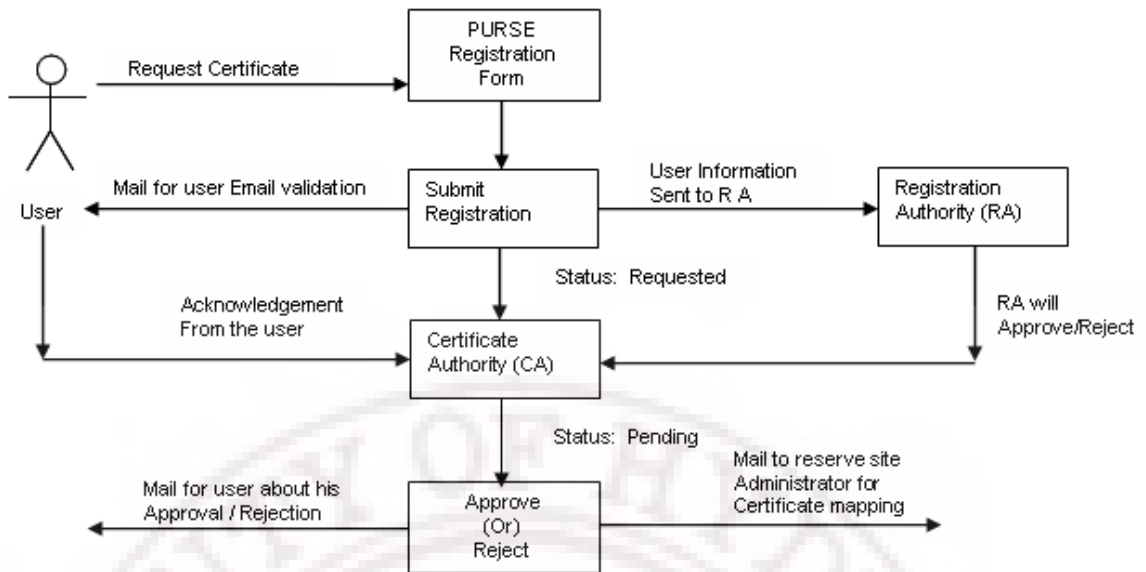 PURSE
Registration
Form
Request Certificate
Mail for user Email validation
Submit
Registration
User Information
Sent to R A
Registration
Authority (RA)
User
Status: Requested
Acknowledgement
From the user
Certificate
Authority (CA)
RA will
Approve/Reject
Status: Pending
Mail for user about his
Approval / Rejection
Approve
(Or)
Reject
Mail to reserve site
Administrator for
Certificate mapping